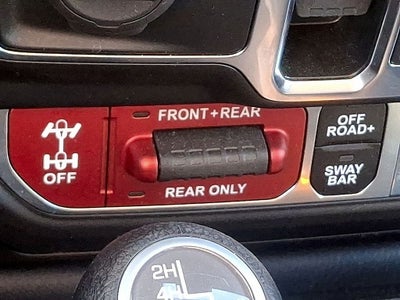 FRONT+REAR
OFF
REAR ONLY
OFF
ROAD+
SWAY
BAR
2H